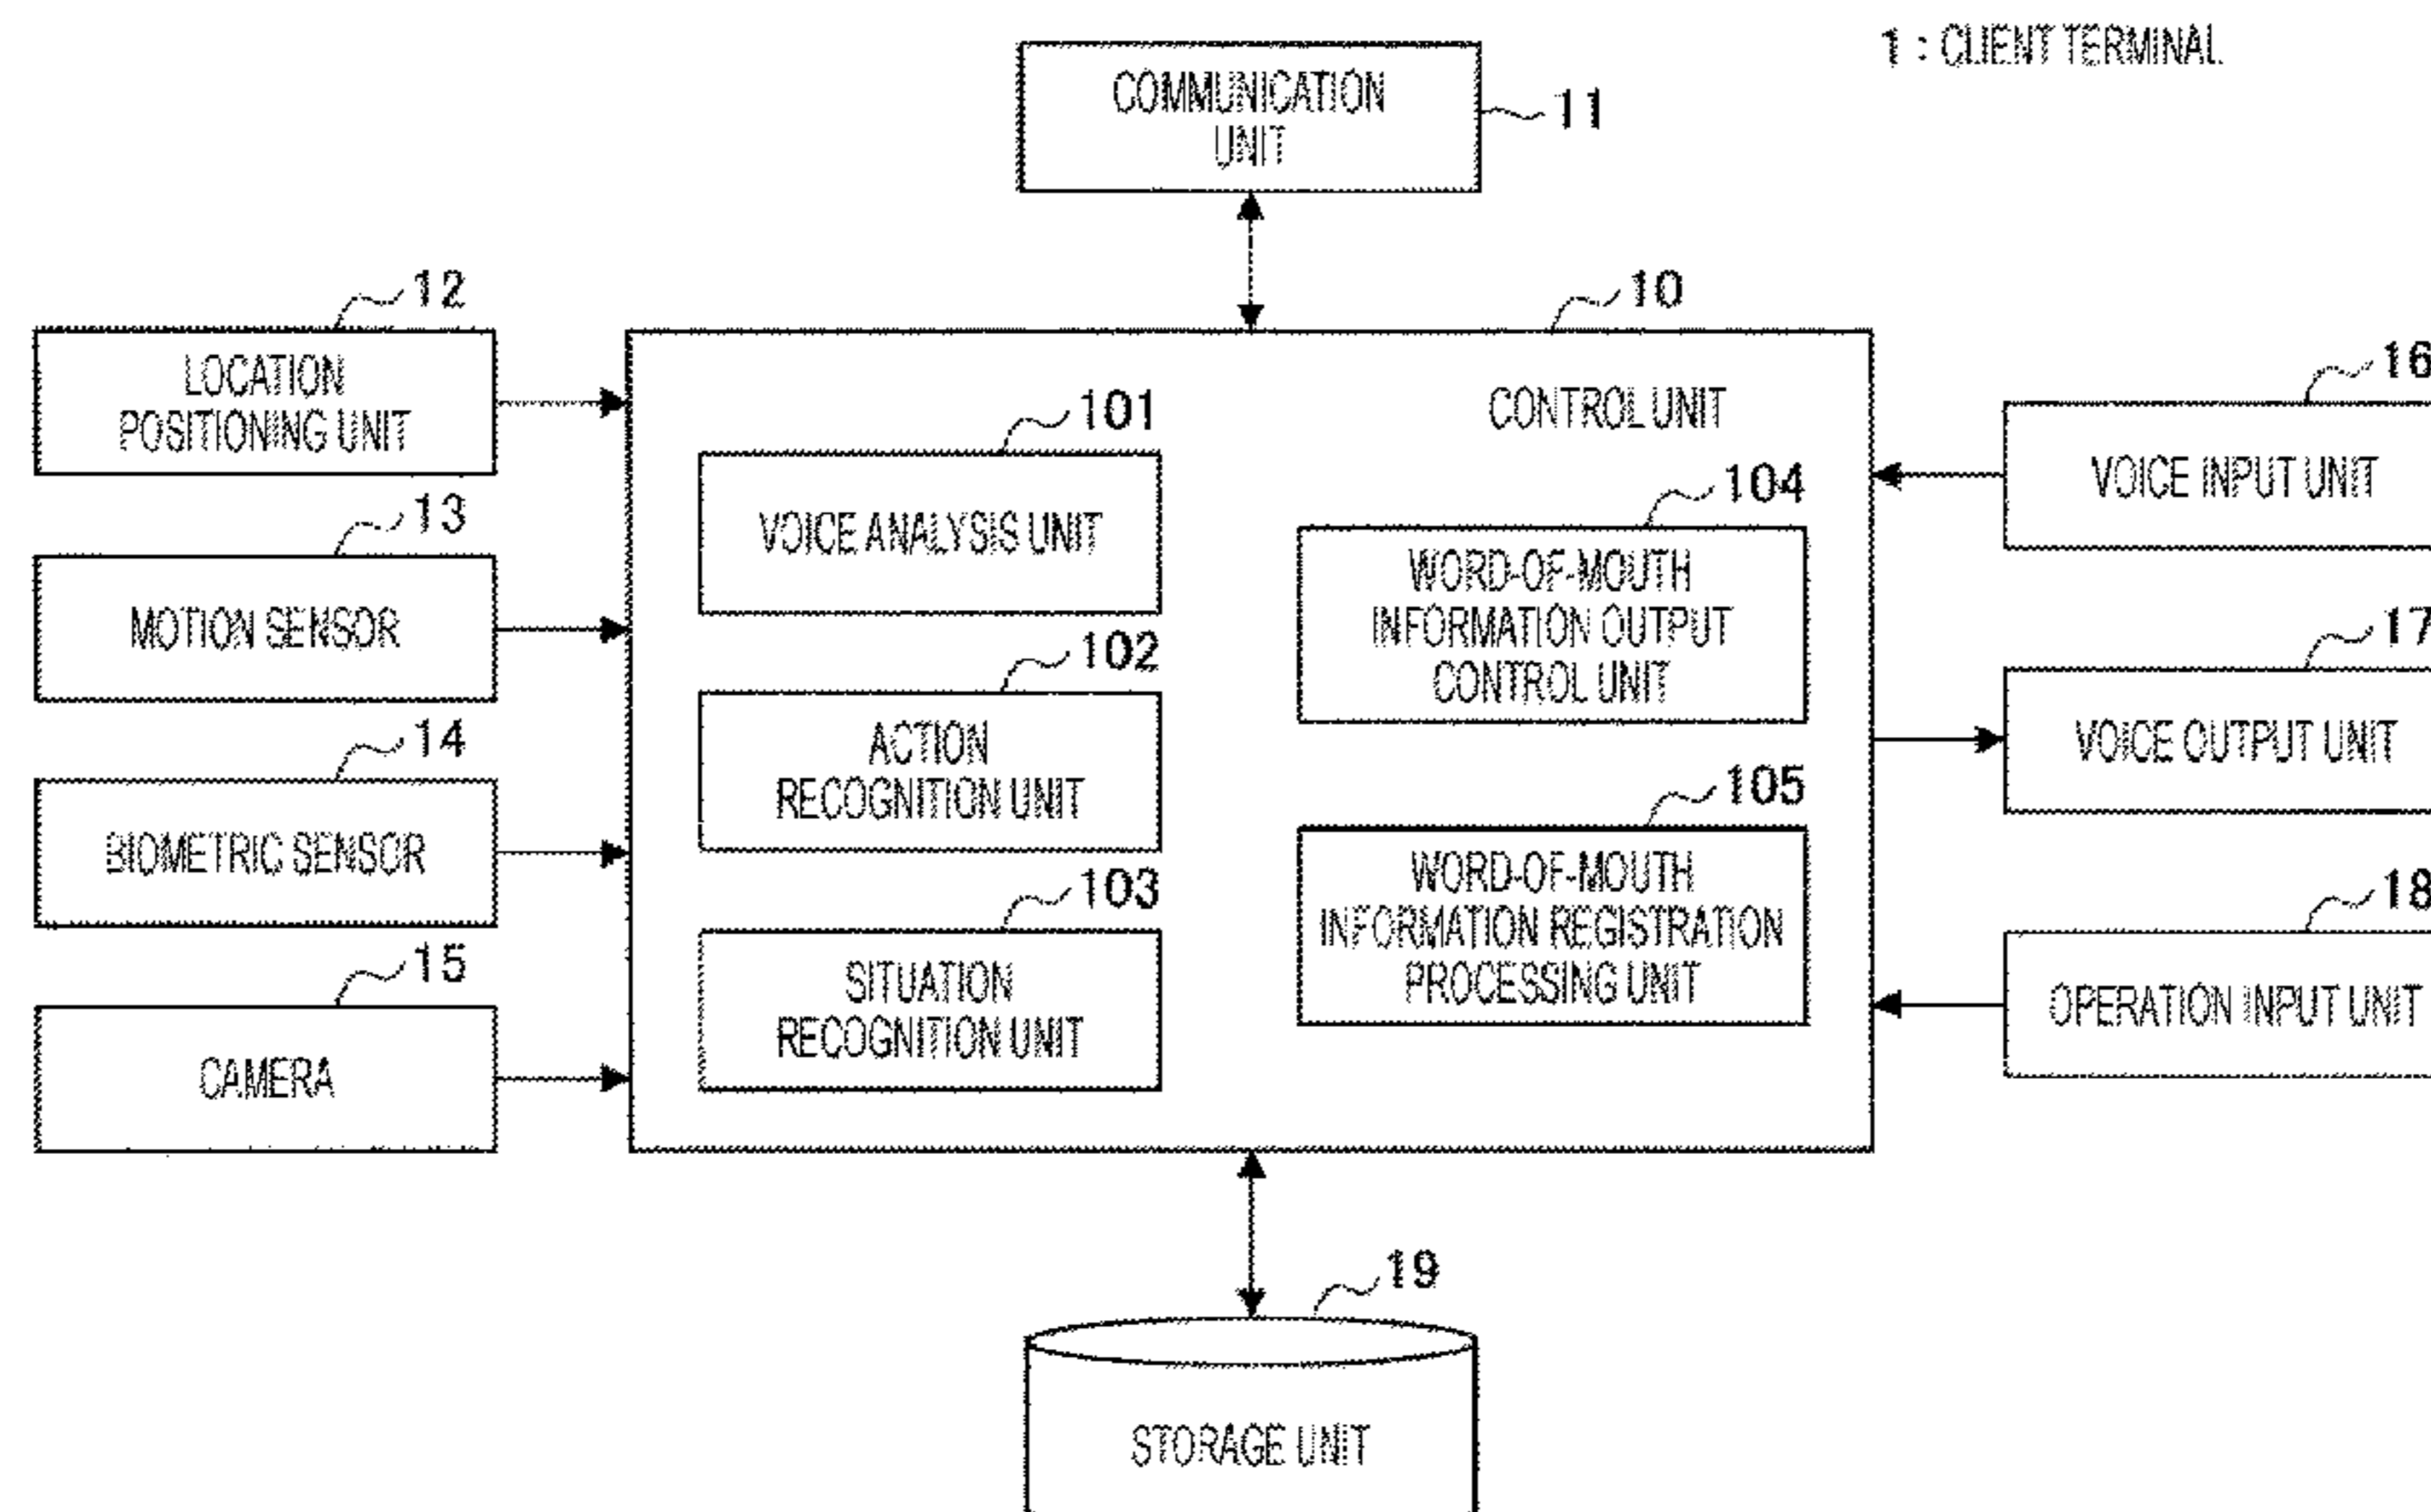 1 : CLIENT TERMINAL
COMMUNICATION
UNIT
11
12
LOCATION
POSITIONING UNIT
13
MOTION SENSOR
14
BIOMETRIC SENSOR
15
CAMERA
10
CONTROL UNIT
101
VOICE ANALYSIS UNIT
102
ACTION
RECOGNITION UNIT
103
SITUATION
RECOGNITION UNIT
104
WORD-OF-MOUTH
INFORMATION OUTPUT
CONTROL UNIT
105
WORD-OF-MOUTH
INFORMATION REGISTRATION
PROCESSING UNIT
16
VOICE INPUT UNIT
17
VOICE OUTPUT UNIT
18
OPERATION INPUT UNIT
19
STORAGE UNIT